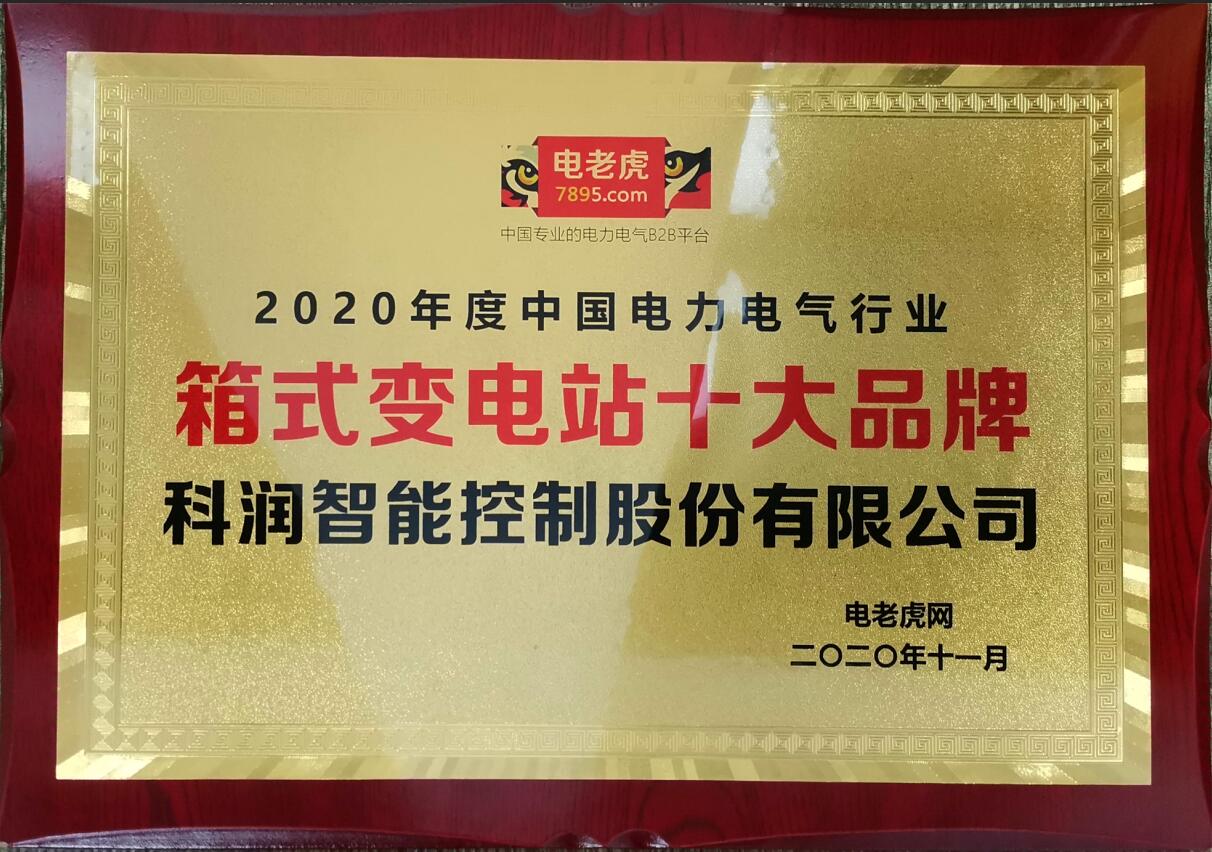 电老虎
7895.com
中国专业的电力电气B2B平台
2020年度中国电力电气行业
箱式变电站十大品牌
科润智能控制股份有限公司
电老虎网
二〇二〇年十一月